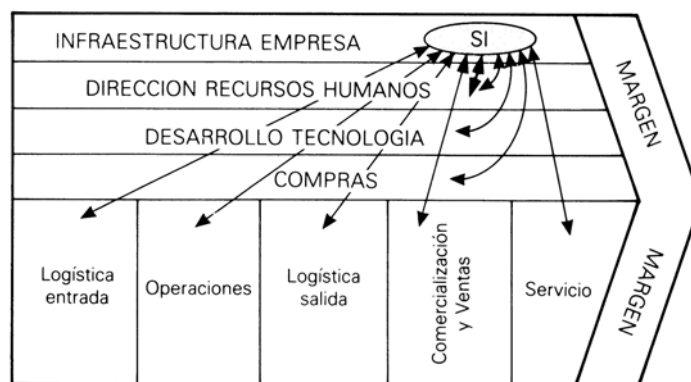 INFRAESTRUCTURA EMPRESA
SI
DIRECCION RECURSOS HUMANOS
DESARROLLO TECNOLOGIA
COMPRAS
MARGEN
Logística
entrada
Operaciones
Logística
salida
Comercialización
y Ventas
Servicio
MARGEN